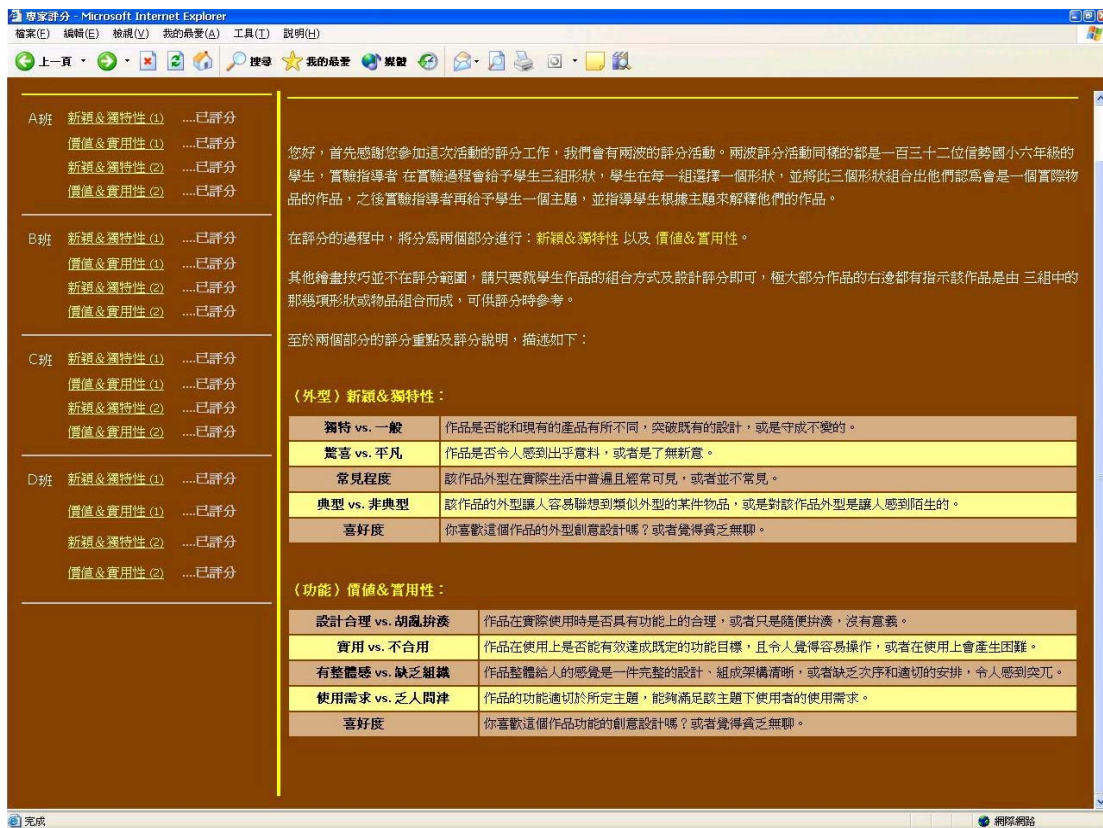 專家評分 - Microsoft Internet Explorer
檔案(F) 編輯(E) 檢視(V) 我的最愛(A) 工具(T) 說明(H)
上一頁 搜尋 我的最愛 媒體
A班 新穎&獨特性 (1) ....已評分
價值&實用性 (1) ....已評分
新穎&獨特性 (2) ....已評分
價值&實用性 (2) ....已評分
B班 新穎&獨特性 (1) ....已評分
價值&實用性 (1) ....已評分
新穎&獨特性 (2) ....已評分
價值&實用性 (2) ....已評分
C班 新穎&獨特性 (1) ....已評分
價值&實用性 (1) ....已評分
新穎&獨特性 (2) ....已評分
價值&實用性 (2) ....已評分
D班 新穎&獨特性 (1) ....已評分
價值&實用性 (1) ....已評分
新穎&獨特性 (2) ....已評分
價值&實用性 (2) ....已評分
您好,首先感謝您參加這次活動的評分工作,我們會有兩波的評分活動。兩波評分活動同樣的都是一百三十二位信勢國小六年級的
學生,實驗指導者 在實驗過程會給予學生三組形狀,學生在每一組選擇一個形狀,並將此三個形狀組合出他們認為會是一個實際物
品的作品,之後實驗指導者再給予學生一個主題,並指導學生根據主題來解釋他們的作品。
在評分的過程中,將分為兩個部分進行:新穎&獨特性 以及 價值&實用性。
其他繪畫技巧並不在評分範圍,請只要就學生作品的組合方式及設計評分即可,極大部分作品的右邊都有指示該作品是由 三組中的
那幾項形狀或物品組合而成,可供評分時參考。
至於兩個部分的評分重點及評分說明,描述如下:
(外型)新穎&獨特性:
獨特 vs. 一般 作品是否能和現有的產品有所不同,突破既有的設計,或是守成不變的。
驚喜 vs. 平凡 作品是否令人感到出乎意料,或者是了無新意。
常見程度 該作品外型在實際生活中普遍且經常可見,或者並不常見。
典型 vs. 非典型 該作品的外型讓人容易聯想到類似外型的某件物品,或是對該作品外型是讓人感到陌生的。
喜好度 你喜歡這個作品的外型創意設計嗎?或者覺得貧乏無聊。
(功能)價值&實用性:
設計合理 vs. 胡亂拚湊 作品在實際使用時是否具有功能上的合理,或者只是隨便拚湊,沒有意義。
實用 vs. 不合用 作品在使用上是否能有效達成既定的功能目標,且令人覺得容易操作,或者在使用上會產生困難。
有整體感 vs. 缺乏組織 作品整體給人的感覺是一件完整的設計、組成架構清晰,或者缺乏次序和適切的安排,令人感到突兀。
使用需求 vs. 乏人問津 作品的功能適切於所定主題,能夠滿足該主題下使用者的使用需求。
喜好度 你喜歡這個作品功能的創意設計嗎?或者覺得貧乏無聊。
完成 網際網路